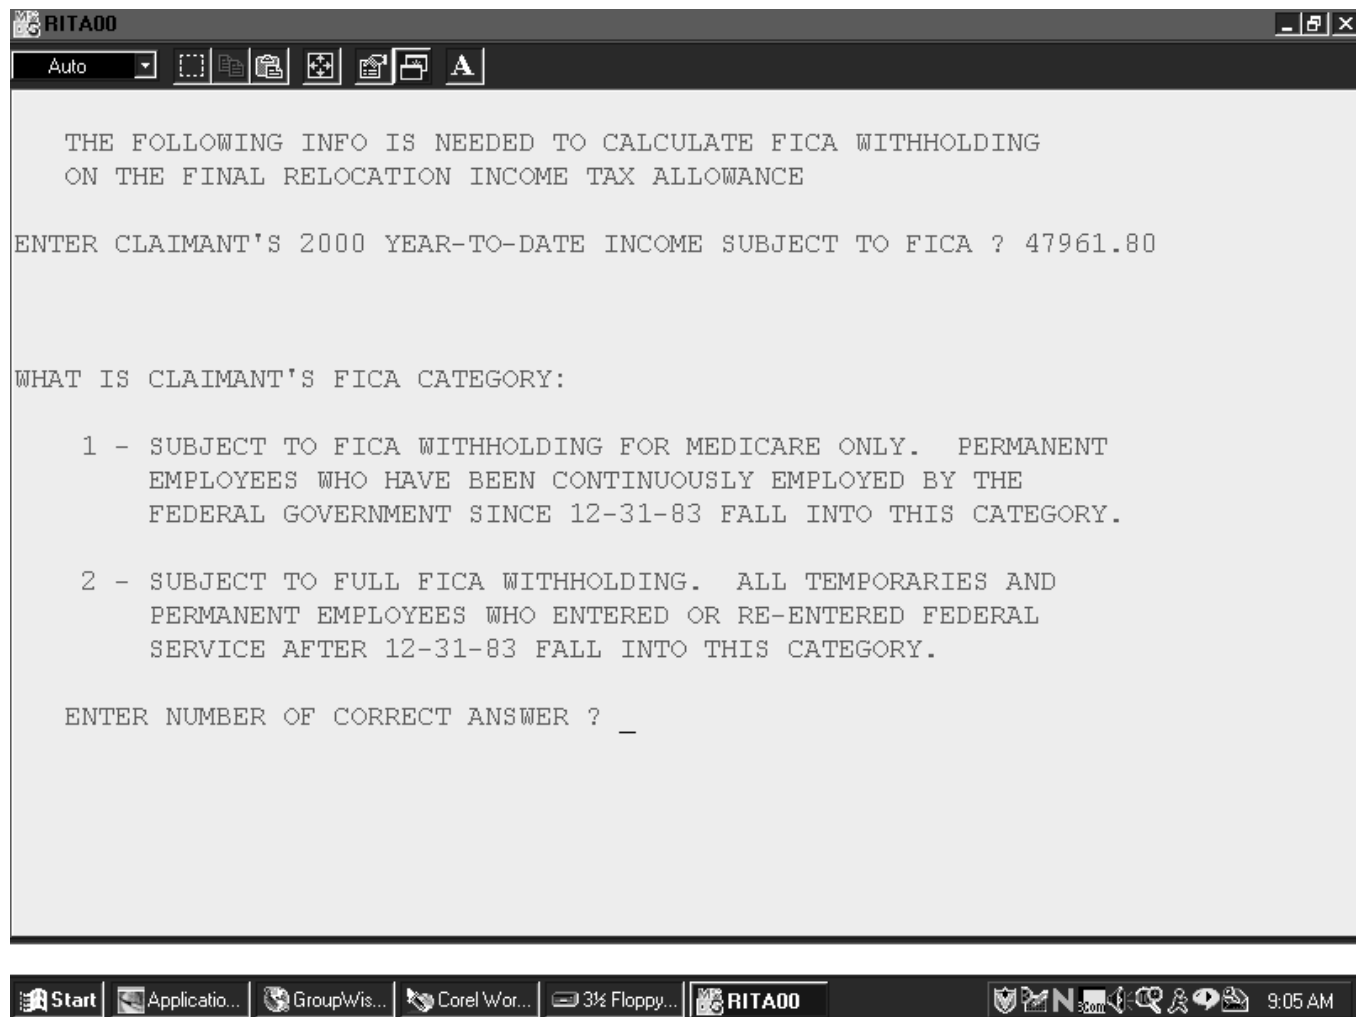 RITA00
Auto
A
THE FOLLOWING INFO IS NEEDED TO CALCULATE FICA WITHHOLDING
ON THE FINAL RELOCATION INCOME TAX ALLOWANCE
ENTER CLAIMANT'S 2000 YEAR-TO-DATE INCOME SUBJECT TO FICA ? 47961.80
WHAT IS CLAIMANT'S FICA CATEGORY:
1 - SUBJECT TO FICA WITHHOLDING FOR MEDICARE ONLY. PERMANENT
EMPLOYEES WHO HAVE BEEN CONTINUOUSLY EMPLOYED BY THE
FEDERAL GOVERNMENT SINCE 12-31-83 FALL INTO THIS CATEGORY.
2 - SUBJECT TO FULL FICA WITHHOLDING. ALL TEMPORARIES AND
PERMANENT EMPLOYEES WHO ENTERED OR RE-ENTERED FEDERAL
SERVICE AFTER 12-31-83 FALL INTO THIS CATEGORY.
ENTER NUMBER OF CORRECT ANSWER ? _
Start Applicatio... GroupWis... Corel Wor... 3½ Floppy... RITA00 N 3Com 9:05 AM